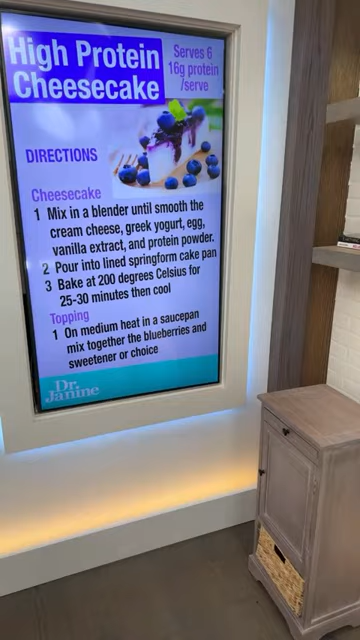 High Protein
Cheesecake
Serves 6
16g protein
/serve
DIRECTIONS
Cheesecake
1 Mix in a blender until smooth the
cream cheese, greek yogurt, egg,
vanilla extract, and protein powder.
2 Pour into lined springform cake pan
3 Bake at 200 degrees Celsius for
25-30 minutes then cool
Topping
1 On medium heat in a saucepan
mix together the blueberries and
sweetener or choice
Dr.
Janine